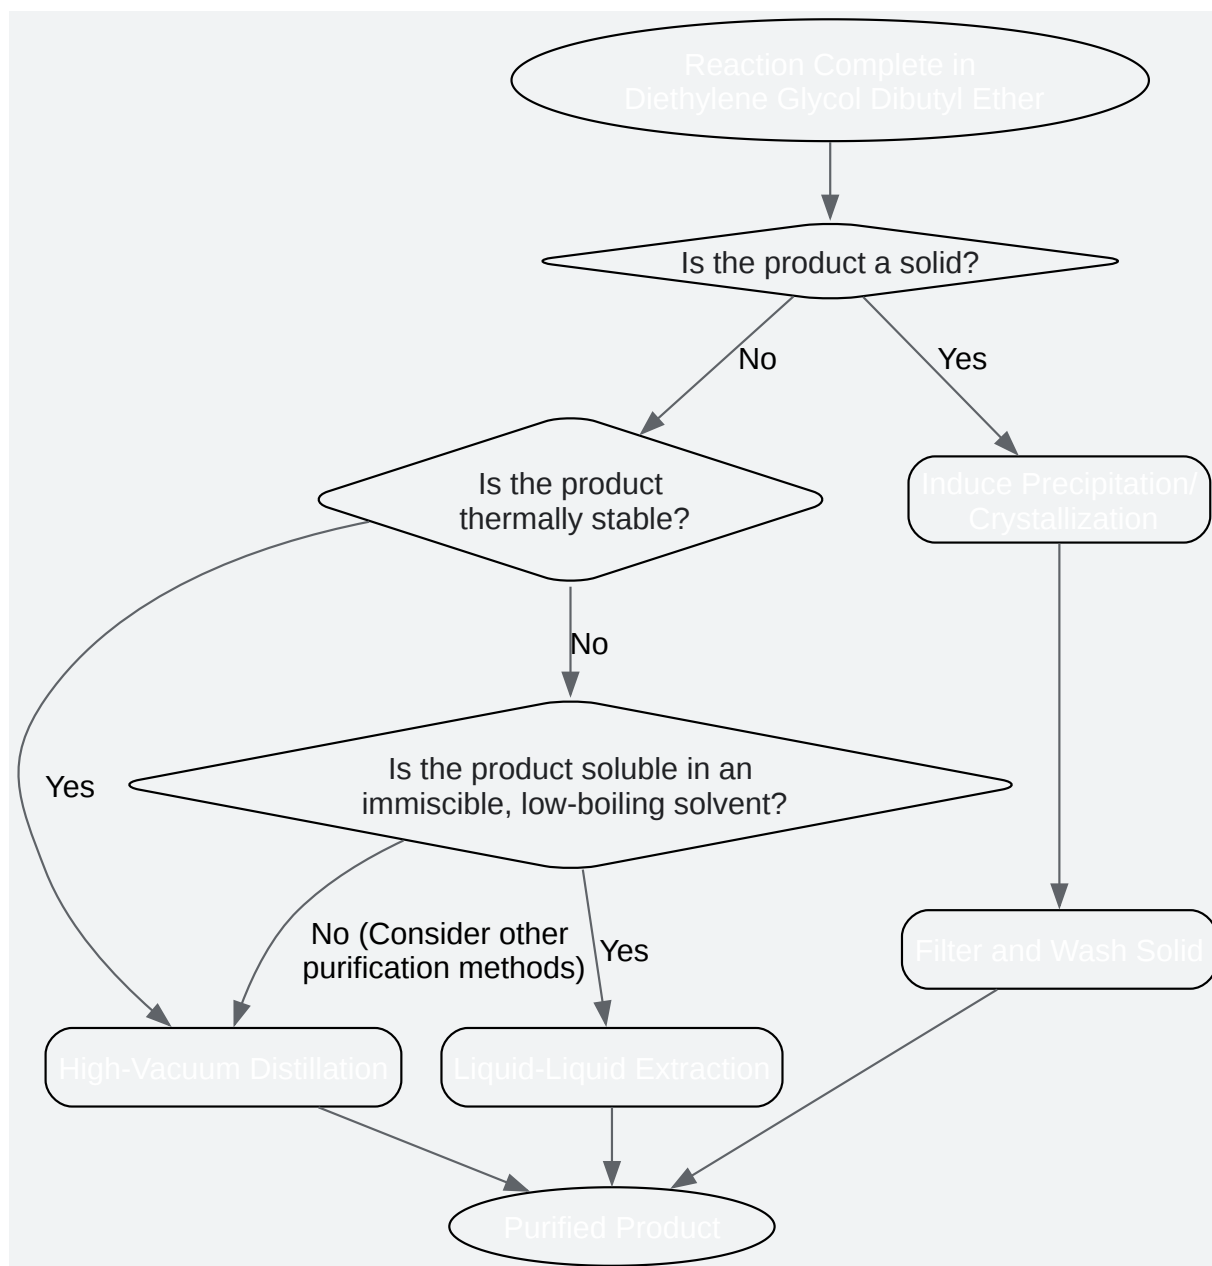 Reaction Complete in
Diethylene Glycol Dibutyl Ether
Is the product a solid?
No
Yes
Is the product
thermally stable?
Induce Precipitation/
Crystallization
No
Yes
Is the product soluble in an
immiscible, low-boiling solvent?
No (Consider other
purification methods)
Yes
Filter and Wash Solid
High-Vacuum Distillation
Liquid-Liquid Extraction
Purified Product